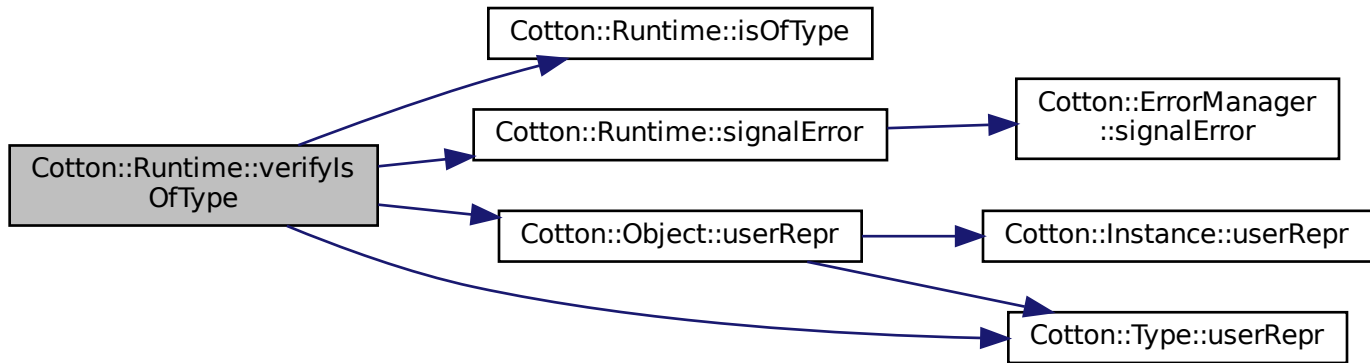 Cotton::Runtime::verifyIs
OfType
Cotton::Runtime::isOfType
Cotton::Runtime::signalError
Cotton::ErrorManager
::signalError
Cotton::Object::userRepr
Cotton::Instance::userRepr
Cotton::Type::userRepr